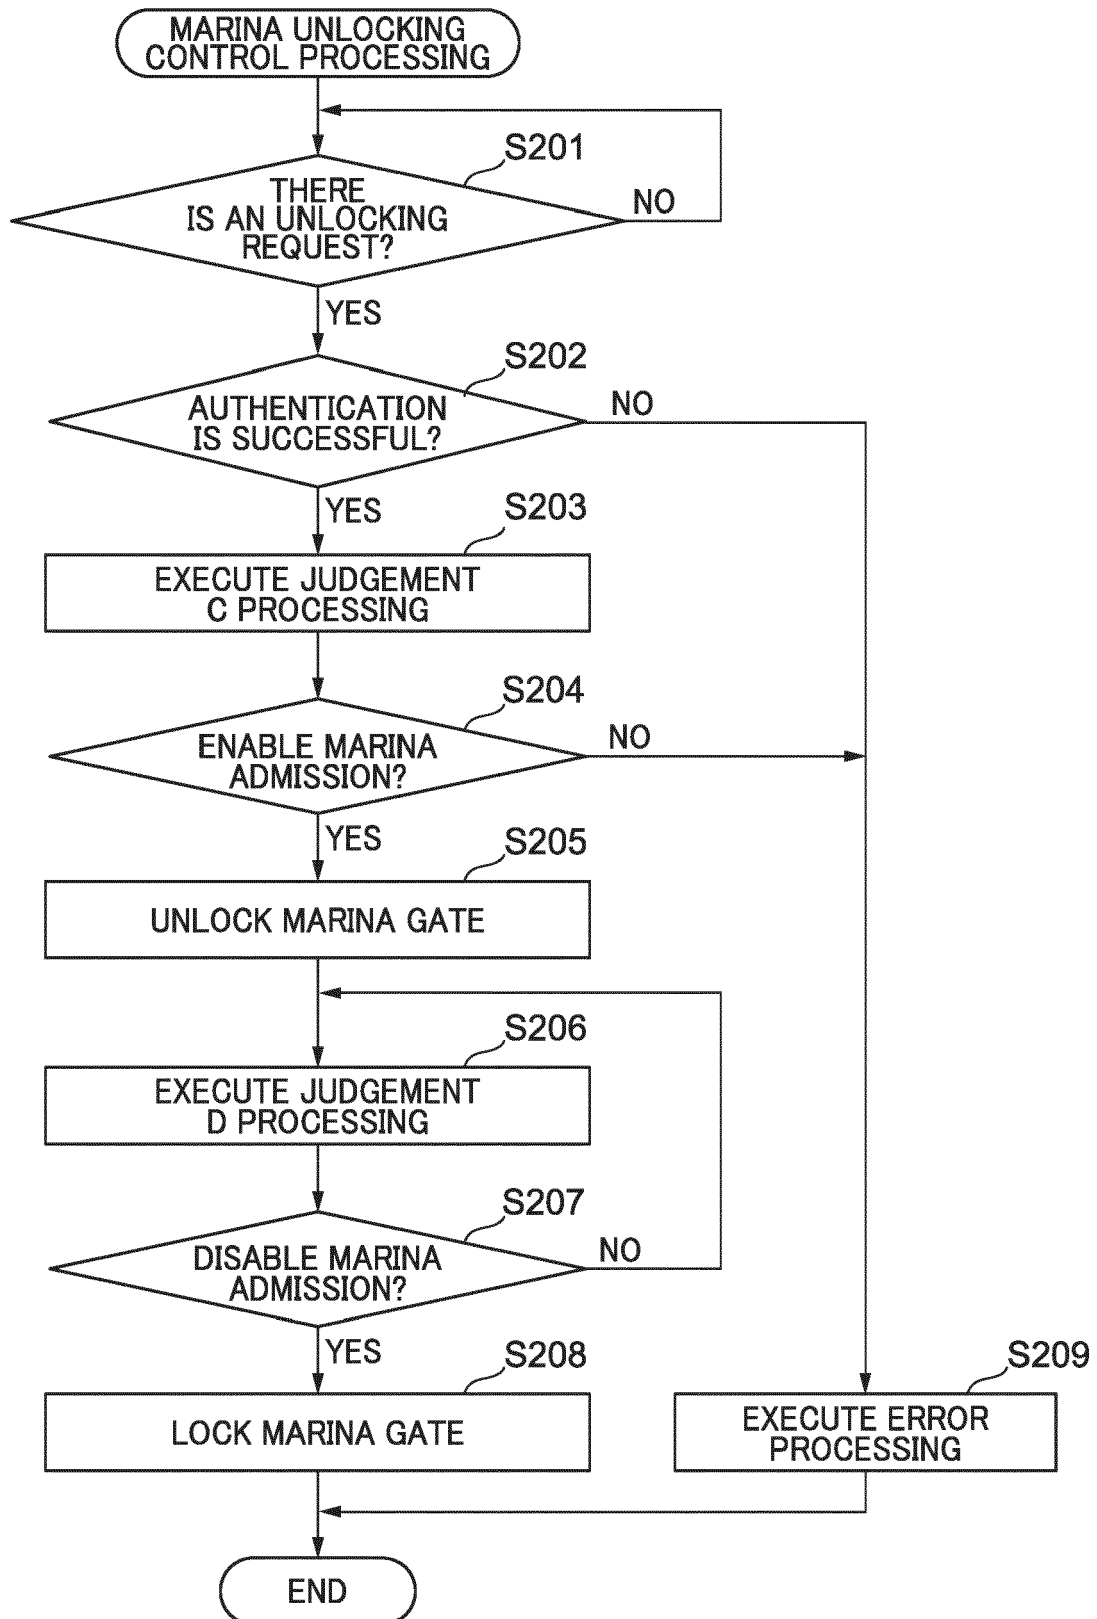 MARINA UNLOCKING
CONTROL PROCESSING
S201
THERE
IS AN UNLOCKING
REQUEST?
NO
YES
S202
AUTHENTICATION
IS SUCCESSFUL?
NO
YES
S203
EXECUTE JUDGEMENT
C PROCESSING
S204
ENABLE MARINA
ADMISSION?
NO
YES
S205
UNLOCK MARINA GATE
S206
EXECUTE JUDGEMENT
D PROCESSING
S207
DISABLE MARINA
ADMISSION?
NO
YES
S208
LOCK MARINA GATE
S209
EXECUTE ERROR
PROCESSING
END